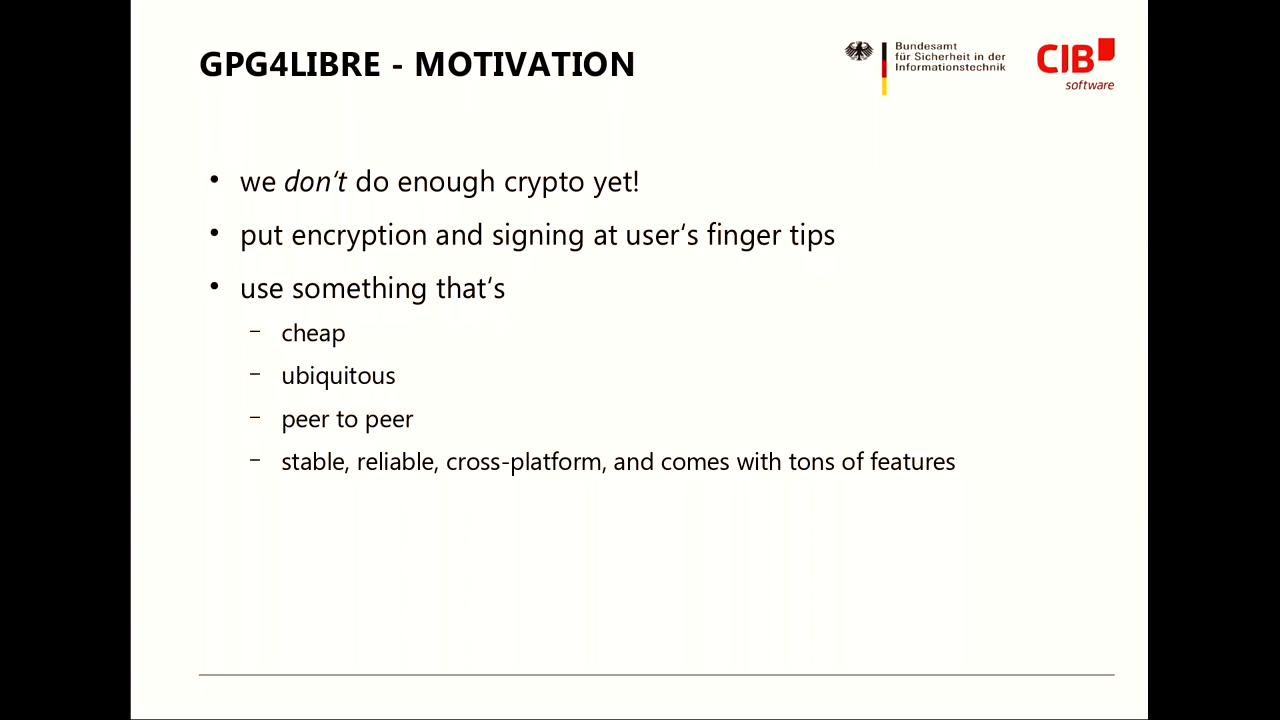 GPG4LIBRE - MOTIVATION
Bundesamt
für Sicherheit in der
Informationstechnik
CIB
software
• we don't do enough crypto yet!
• put encryption and signing at user‘s finger tips
• use something that‘s
– cheap
– ubiquitous
– peer to peer
– stable, reliable, cross-platform, and comes with tons of features